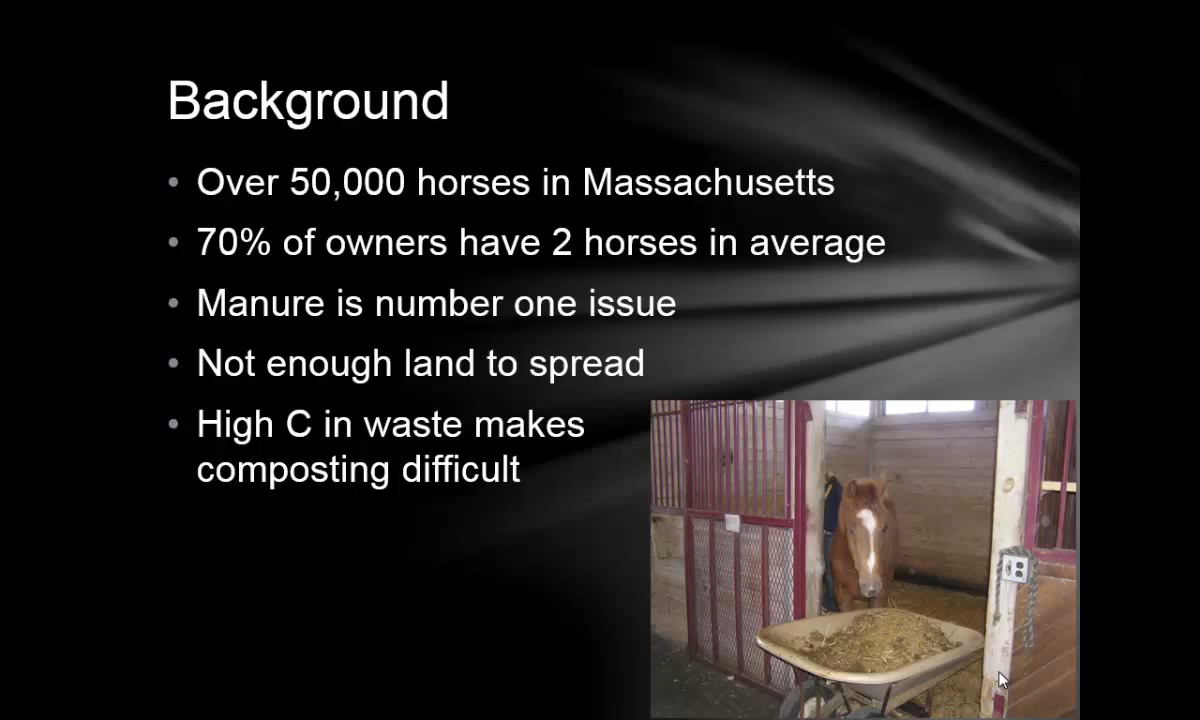 Background
• Over 50,000 horses in Massachusetts
• 70% of owners have 2 horses in average
• Manure is number one issue
• Not enough land to spread
• High C in waste makes
composting difficult